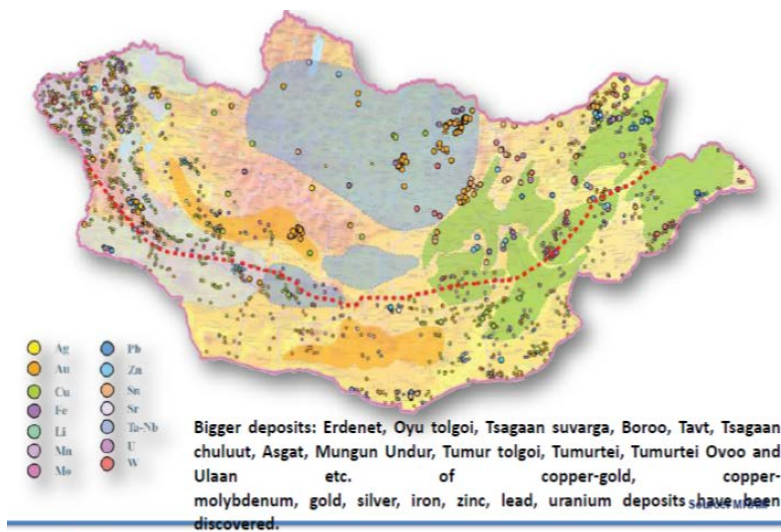 Ag
Au
Cu
Fe
Li
Mn
Mo
Pb
Zn
Sn
Sr
Ta-Nb
U
W
Bigger deposits: Erdenet, Oyu tolgoi, Tsagaan suvarga, Boroo, Tavt, Tsagaan
chuluut, Asgat, Mungun Undur, Tumur tolgoi, Tumurtei, Tumurtei Ovoo and
Ulaan etc. of copper-gold, copper-
molybdenum, gold, silver, iron, zinc, lead, uranium deposits have been
discovered.